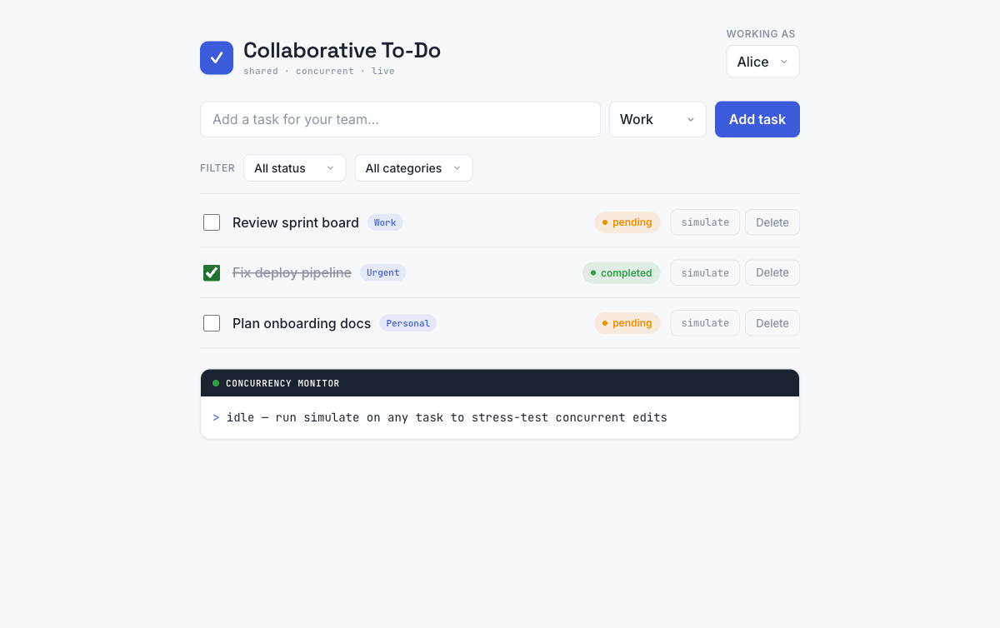 Collaborative To-Do
shared · concurrent · live
WORKING AS
Alice
Add a task for your team...
Work
Add task
FILTER
All status
All categories
Review sprint board Work pending simulate Delete
Fix deploy pipeline Urgent completed simulate Delete
Plan onboarding docs Personal pending simulate Delete
CONCURRENCY MONITOR
> idle — run simulate on any task to stress-test concurrent edits